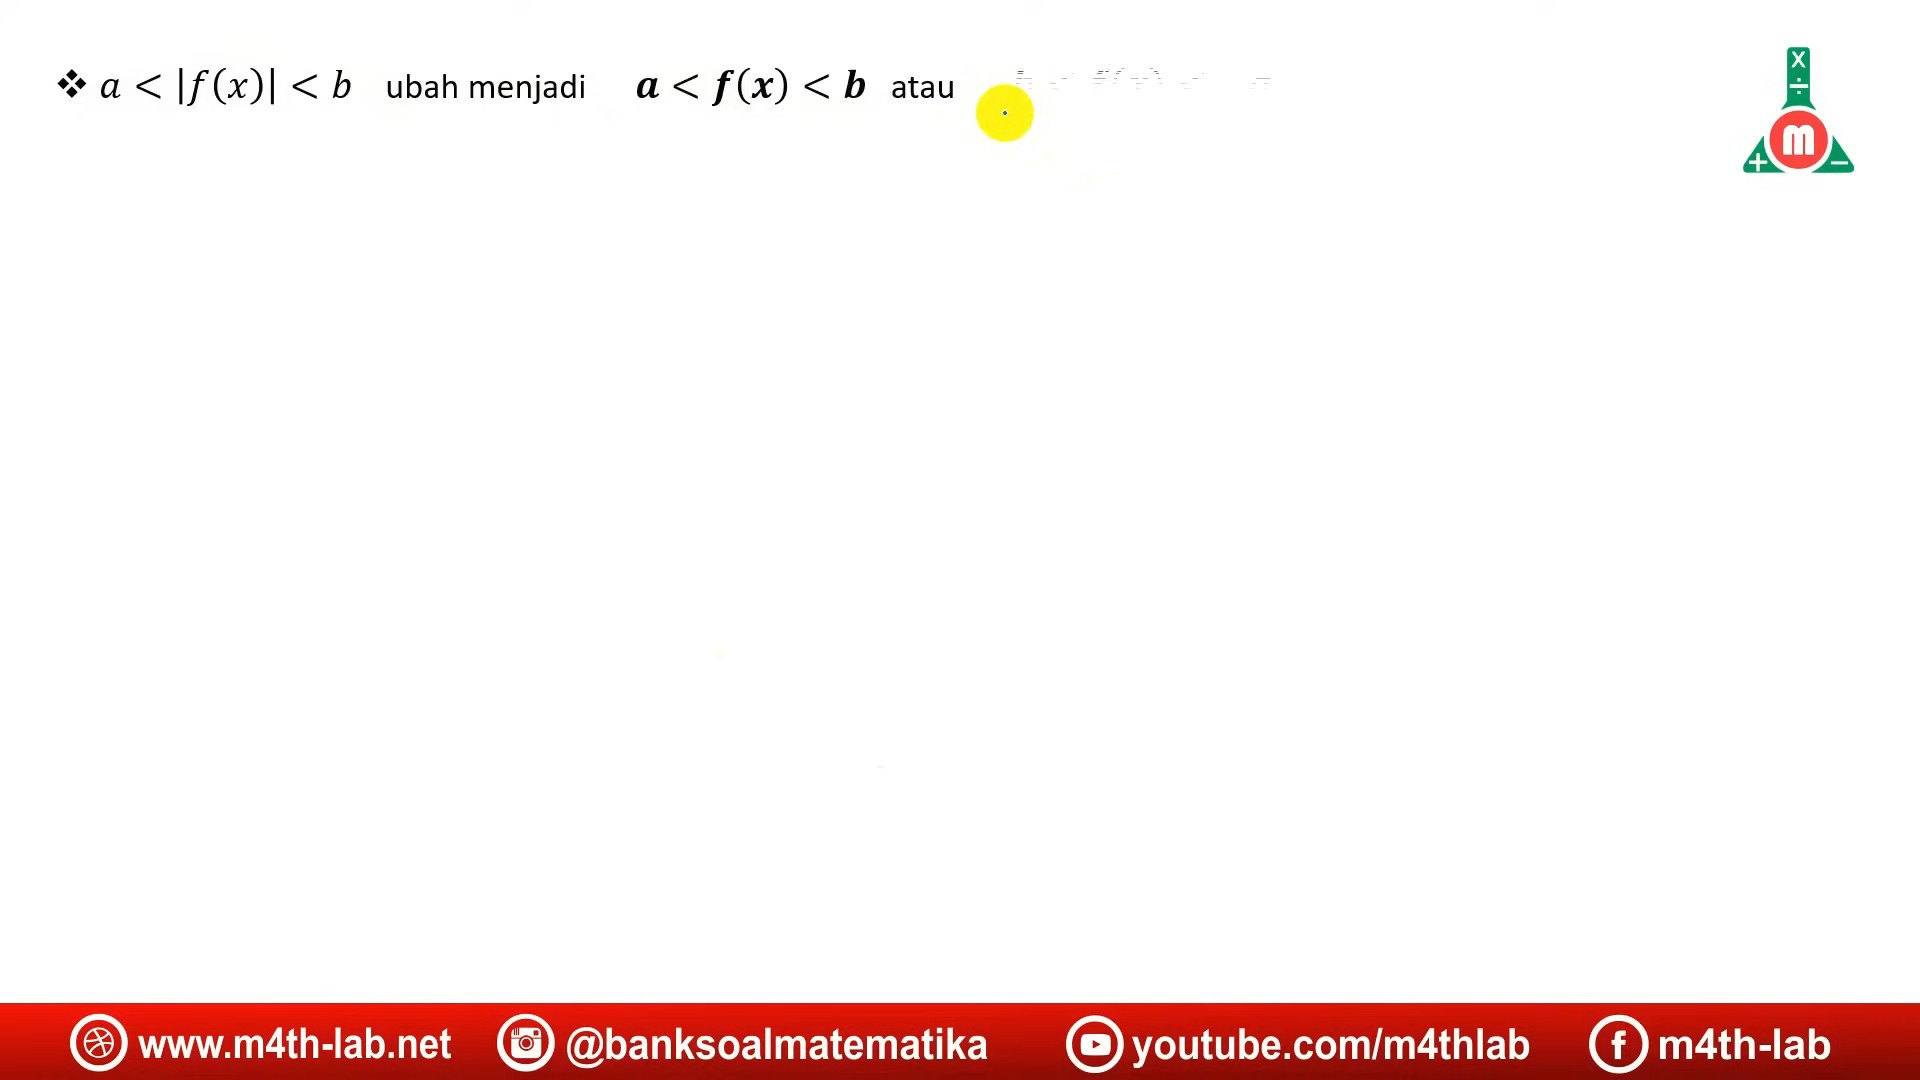 ❖ a < |f(x)| < b ubah menjadi a < f(x) < b atau
X
÷
m
+ −
www.m4th-lab.net @banksoalmatematika youtube.com/m4thlab m4th-lab